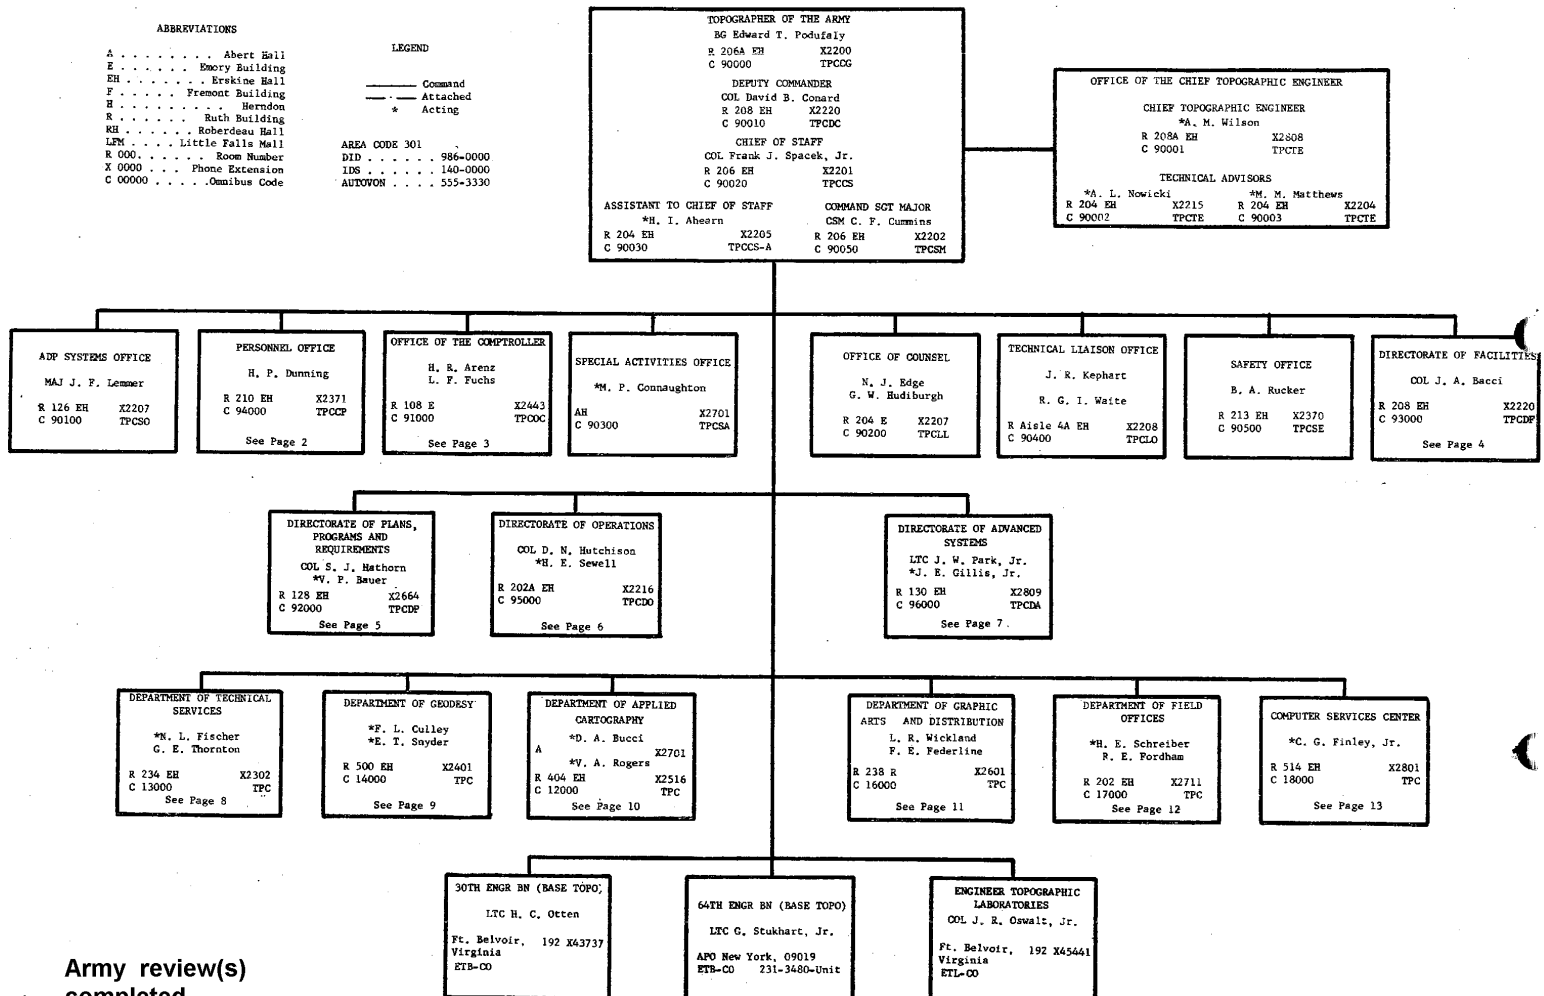 ABBREVIATIONS
A . . . . . . . . Abert Hall
E . . . . . . Emory Building
EH . . . . . . . Erskine Hall
F . . . . . Fremont Building
H . . . . . . . . . Herndon
R . . . . . . Ruth Building
RH . . . . . . Roberdeau Hall
LFM . . . . Little Falls Mall
R 000. . . . . . Room Number
X 0000 . . . Phone Extension
C 00000 . . . . .Omnibus Code
LEGEND
Command
Attached
* Acting
AREA CODE 301
DID . . . . . . 986-0000
IDS . . . . . . 140-0000
AUTOVON . . . . 555-3330
TOPOGRAPHER OF THE ARMY
BG Edward T. Podufaly
R 206A EH X2200
C 90000 TPCCG
DEPUTY COMMANDER
COL David B. Conard
R 208 EH X2220
C 90010 TPCDC
CHIEF OF STAFF
COL Frank J. Spacek, Jr.
R 206 EH X2201
C 90020 TPCCS
ASSISTANT TO CHIEF OF STAFF
*H. I. Ahearn
R 204 EH X2205
C 90030 TPCCS-A
COMMAND SGT MAJOR
CSM C. F. Cummins
R 206 EH X2202
C 90050 TPCSM
OFFICE OF THE CHIEF TOPOGRAPHIC ENGINEER
CHIEF TOPOGRAPHIC ENGINEER
*A. M. Wilson
R 208A EH X2808
C 90001 TPCTE
TECHNICAL ADVISORS
*A. L. Nowicki
R 204 EH X2215
C 90002 TPCTE
*M. M. Matthews
R 204 EH X2204
C 90003 TPCTE
ADP SYSTEMS OFFICE
MAJ J. F. Lemmer
R 126 EH X2207
C 90100 TPCSO
PERSONNEL OFFICE
H. P. Dunning
R 210 EH X2371
C 94000 TPCCP
See Page 2
OFFICE OF THE COMPTROLLER
H. R. Arenz
L. F. Fuchs
R 108 E X2443
C 91000 TPCOC
See Page 3
SPECIAL ACTIVITIES OFFICE
*M. P. Connaughton
AH X2701
C 90300 TPCSA
OFFICE OF COUNSEL
N. J. Edge
G. W. Hudiburgh
R 204 E X2207
C 90200 TPCLL
TECHNICAL LIAISON OFFICE
J. R. Kephart
R. G. I. Waite
R Aisle 4A EH X2208
C 90400 TPCLO
SAFETY OFFICE
B. A. Rucker
R 213 EH X2370
C 90500 TPCSE
DIRECTORATE OF FACILITIES
COL J. A. Bacci
R 208 EH X2220
C 93000 TPCDF
See Page 4
DIRECTORATE OF PLANS,
PROGRAMS AND
REQUIREMENTS
COL S. J. Hathorn
*V. P. Bauer
R 128 EH X2664
C 92000 TPCDP
See Page 5
DIRECTORATE OF OPERATIONS
COL D. N. Hutchison
*H. E. Sewell
R 202A EH X2216
C 95000 TPCDO
See Page 6
DIRECTORATE OF ADVANCED
SYSTEMS
LTC J. W. Park, Jr.
*J. E. Gillis, Jr.
R 130 EH X2809
C 96000 TPCDA
See Page 7
DEPARTMENT OF TECHNICAL
SERVICES
*N. L. Fischer
G. E. Thornton
R 234 EH X2302
C 13000 TPC
See Page 8
DEPARTMENT OF GEODESY
*F. L. Culley
*E. T. Snyder
R 500 EH X2401
C 14000 TPC
See Page 9
DEPARTMENT OF APPLIED
CARTOGRAPHY
*D. A. Bucci
A X2701
*V. A. Rogers
R 404 EH X2516
C 12000 TPC
See Page 10
DEPARTMENT OF GRAPHIC
ARTS AND DISTRIBUTION
L. R. Wickland
F. E. Federline
R 238 R X2601
C 16000 TPC
See Page 11
DEPARTMENT OF FIELD
OFFICES
*H. E. Schreiber
R. E. Fordham
R 202 EH X2711
C 17000 TPC
See Page 12
COMPUTER SERVICES CENTER
*C. G. Finley, Jr.
R 514 EH X2801
C 18000 TPC
See Page 13
30TH ENGR BN (BASE TOPO)
LTC H. C. Otten
Ft. Belvoir, 192 X43737
Virginia
ETB-CO
64TH ENGR BN (BASE TOPO)
LTC G. Stukhart, Jr.
APO New York, 09019
ETB-CO 231-3480-Unit
ENGINEER TOPOGRAPHIC
LABORATORIES
COL J. R. Oswalt, Jr.
Ft. Belvoir, 192 X45441
Virginia
ETL-CO
Army review(s)
completed